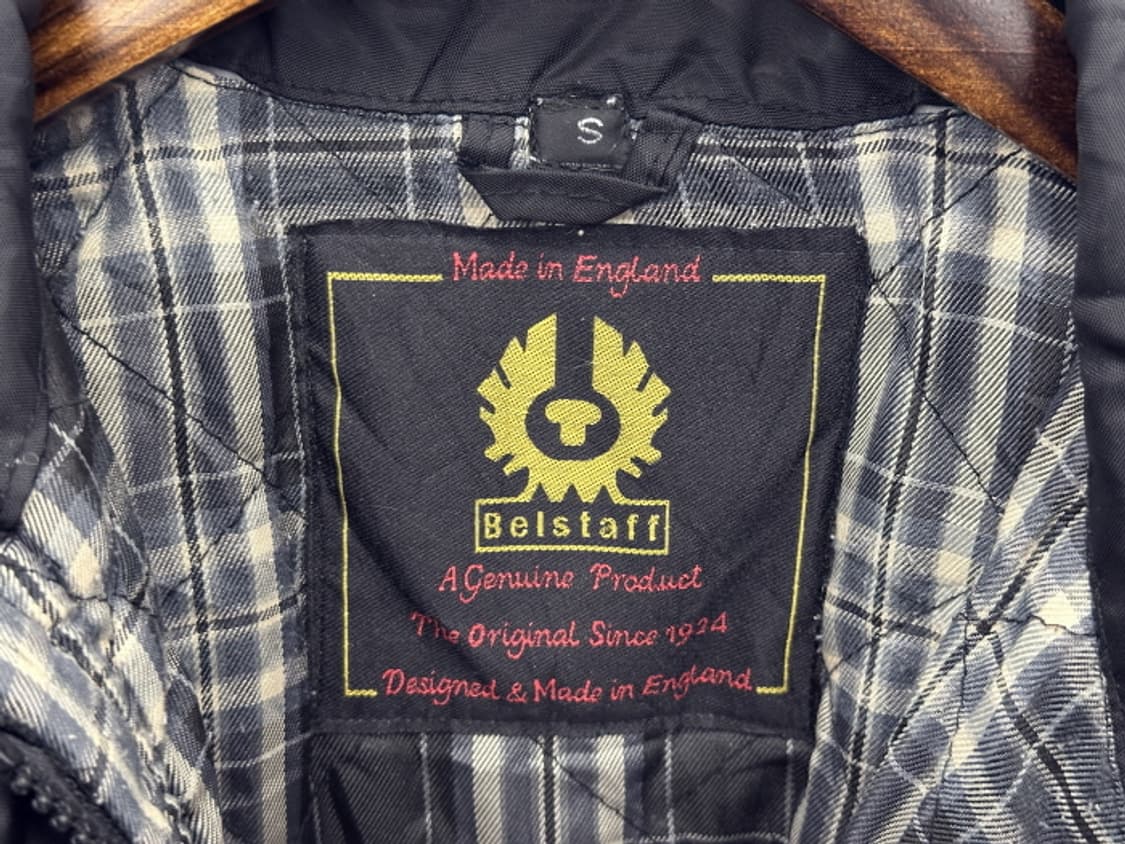 S
Made in England
Belstaff
A Genuine Product
The Original Since 1924
Designed & Made in England